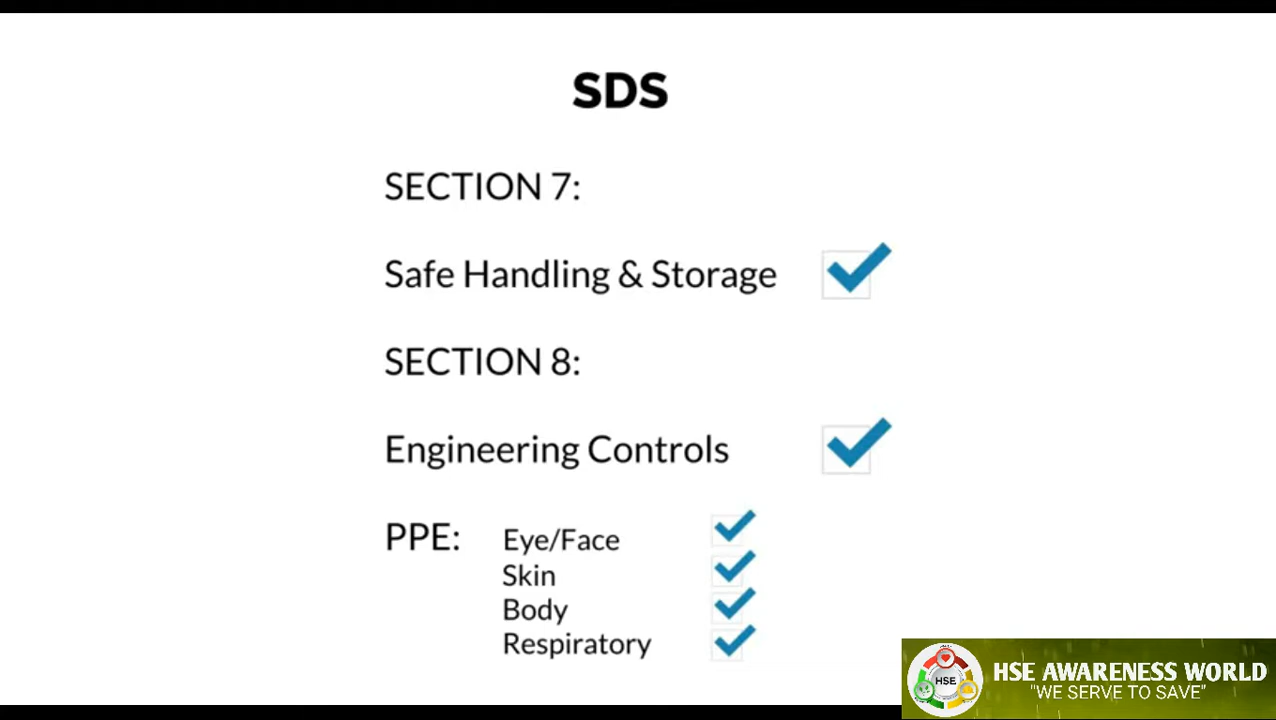 SDS
SECTION 7:
Safe Handling & Storage
SECTION 8:
Engineering Controls
PPE: Eye/Face
Skin
Body
Respiratory
HSE
HSE AWARENESS WORLD
"WE SERVE TO SAVE"